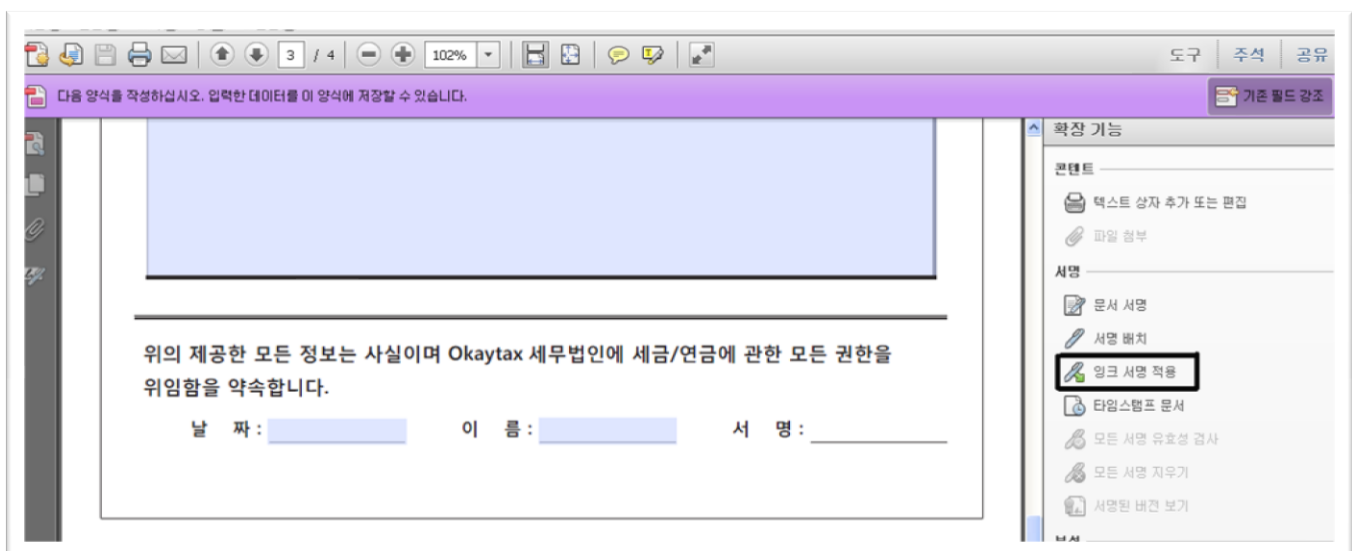 3 / 4
102%
도구
주석
공유
다음 양식을 작성하십시오. 입력한 데이터를 이 양식에 저장할 수 있습니다.
기존 필드 강조
확장 기능
콘텐트
텍스트 상자 추가 또는 편집
파일 첨부
서명
문서 서명
서명 배치
잉크 서명 적용
타임스탬프 문서
모든 서명 유효성 검사
모든 서명 지우기
서명된 버전 보기
위의 제공한 모든 정보는 사실이며 Okaytax 세무법인에 세금/연금에 관한 모든 권한을
위임함을 약속합니다.
날 짜 : 이 름 : 서 명 :